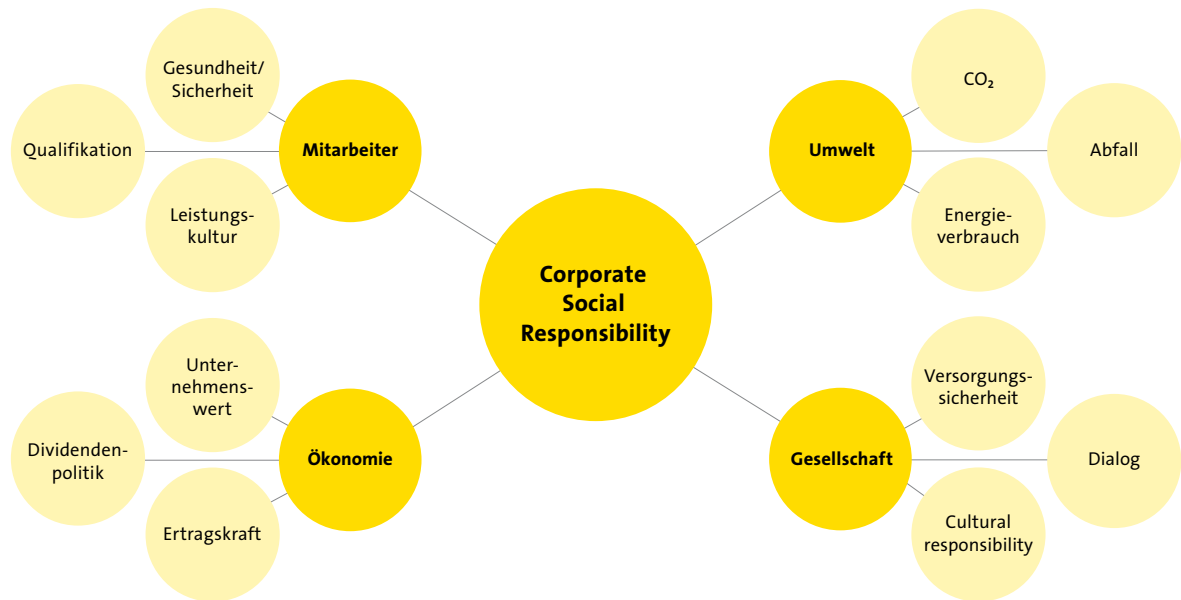 Gesundheit/
Sicherheit
Qualifikation
Mitarbeiter
Leistungs-
kultur
CO₂
Umwelt
Abfall
Energie-
verbrauch
Corporate
Social
Responsibility
Unter-
nehmens-
wert
Dividenden-
politik
Ökonomie
Ertragskraft
Versorgungs-
sicherheit
Gesellschaft
Dialog
Cultural
responsibility